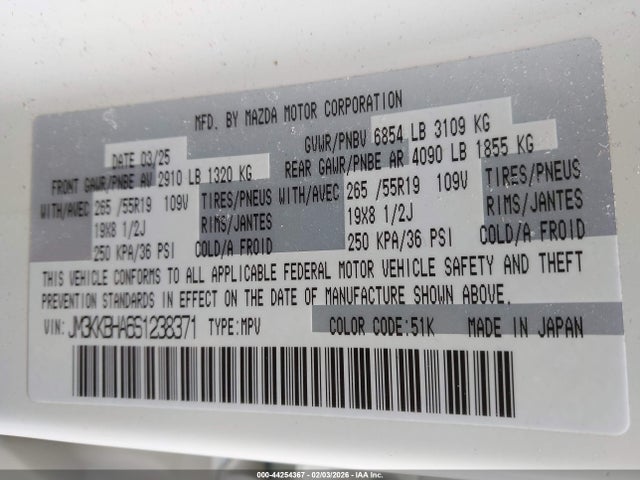 MFD. BY MAZDA MOTOR CORPORATION
DATE 03/25 GVWR/PNBV 6854 LB 3109 KG
FRONT GAWR/PNBE AV 2910 LB 1320 KG REAR GAWR/PNBE AR 4090 LB 1855 KG
WITH/AVEC 265 /55R19 109V TIRES/PNEUS WITH/AVEC 265 /55R19 109V TIRES/PNEUS
19X8 1/2J RIMS/JANTES 19X8 1/2J RIMS/JANTES
250 KPA/36 PSI COLD/A FROID 250 KPA/36 PSI COLD/A FROID
THIS VEHICLE CONFORMS TO ALL APPLICABLE FEDERAL MOTOR VEHICLE SAFETY AND THEFT
PREVENTION STANDARDS IN EFFECT ON THE DATE OF MANUFACTURE SHOWN ABOVE.
VIN: JM3KKBHA6S1238371 TYPE:MPV COLOR CODE:51K MADE IN JAPAN
000-44254367 - 02/03/2026 - IAA Inc.